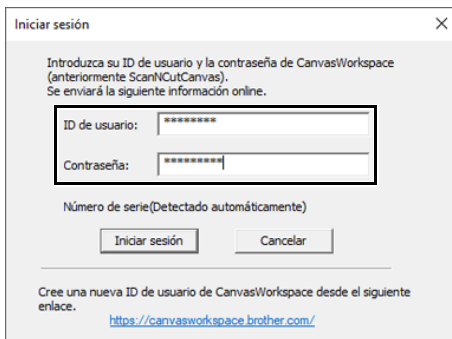 Iniciar sesión
Introduzca su ID de usuario y la contraseña de CanvasWorkspace
(anteriormente ScanNCutCanvas).
Se enviará la siguiente información online.
ID de usuario: ********
Contraseña: *********
Número de serie(Detectado automáticamente)
Iniciar sesión Cancelar
Cree una nueva ID de usuario de CanvasWorkspace desde el siguiente
enlace.
https://canvasworkspace.brother.com/